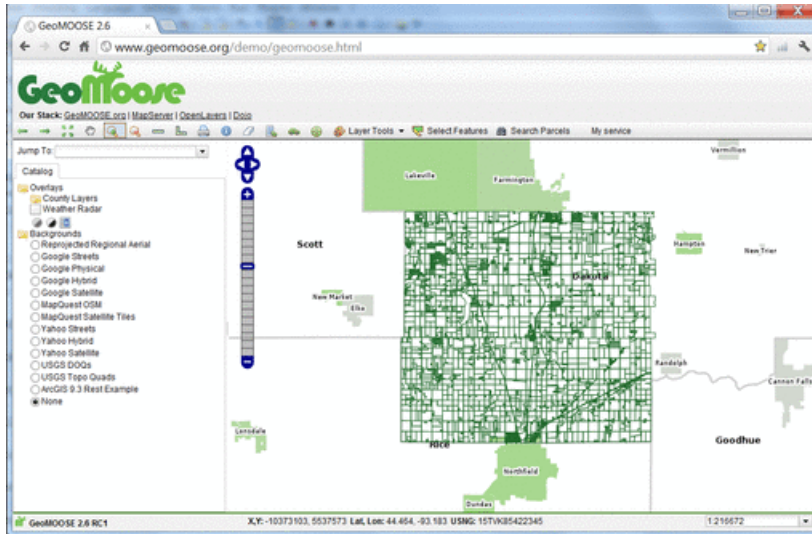 GeoMOOSE 2.6
www.geomoose.org/demo/geomoose.html
GeoMoose
Our Stack: GeoMOOSE.org | MapServer | OpenLayers | Dojo
Layer Tools Select Features Search Parcels My service
Jump To:
Catalog
Overlays
County Layers
Weather Radar
Backgrounds
Reprojected Regional Aerial
Google Streets
Google Physical
Google Hybrid
Google Satellite
MapQuest OSM
MapQuest Satellite Tiles
Yahoo Streets
Yahoo Hybrid
Yahoo Satellite
USGS DOQs
USGS Topo Quads
ArcGIS 9.3 Rest Example
None
Vermillion
Lakeville
Farmington
Scott
Hampton
New Trier
Dakota
New Market
Elko
Randolph
Cannon Falls
Lonsdale
Rice
Goodhue
Northfield
Dundas
GeoMOOSE 2.6 RC1
X,Y: -10373103, 5537573 Lat, Lon: 44.464, -93.183 USNG: 15TVK85422345
1:216672